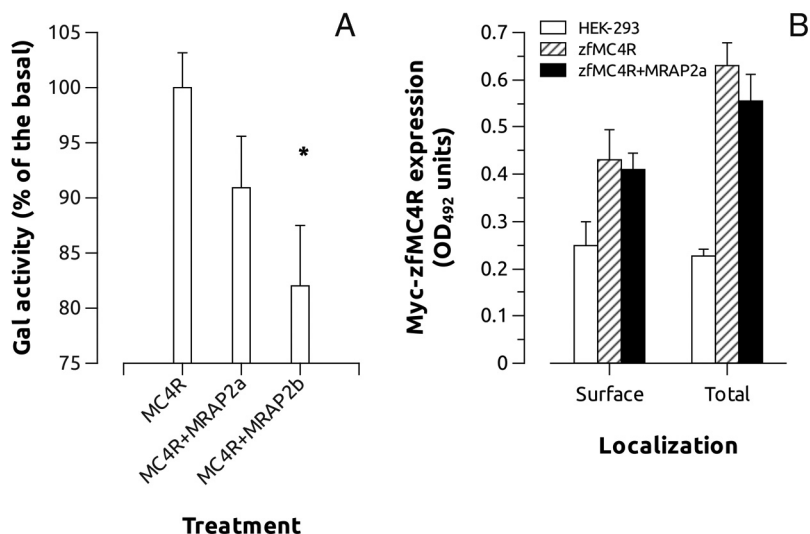 A
Gal activity (% of the basal)
105
100
95
90
85
80
75
*
MC4R
MC4R+MRAP2a
MC4R+MRAP2b
Treatment
B
HEK-293
zfMC4R
zfMC4R+MRAP2a
Myc-zfMC4R expression
(OD492 units)
0.7
0.6
0.5
0.4
0.3
0.2
0.1
0
Surface Total
Localization